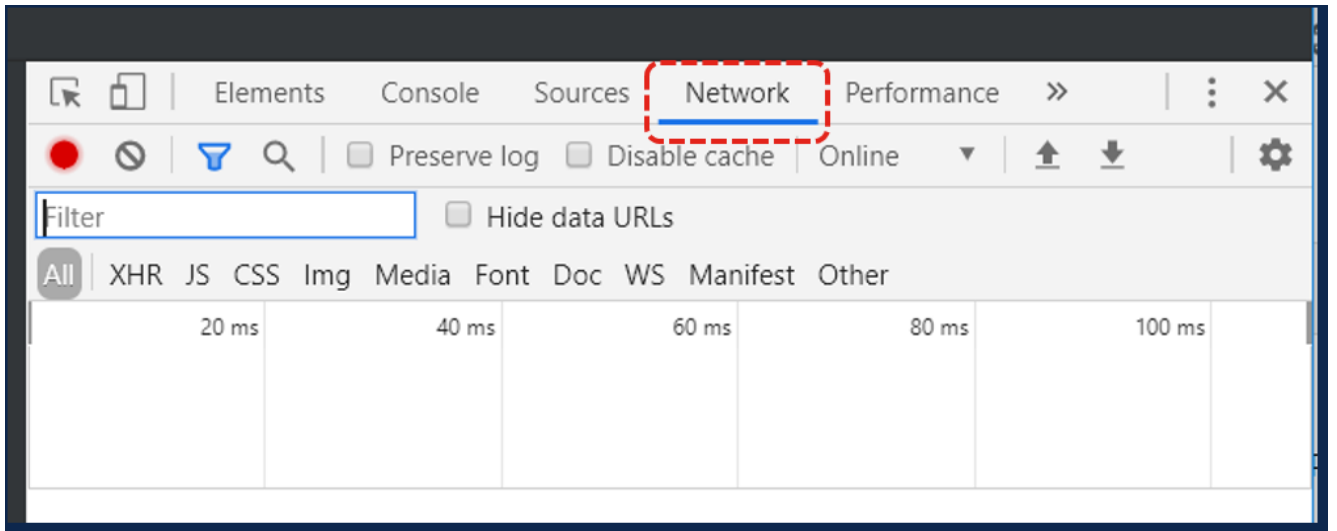 Elements Console Sources Network Performance »
Preserve log Disable cache Online
Filter Hide data URLs
All XHR JS CSS Img Media Font Doc WS Manifest Other
20 ms 40 ms 60 ms 80 ms 100 ms